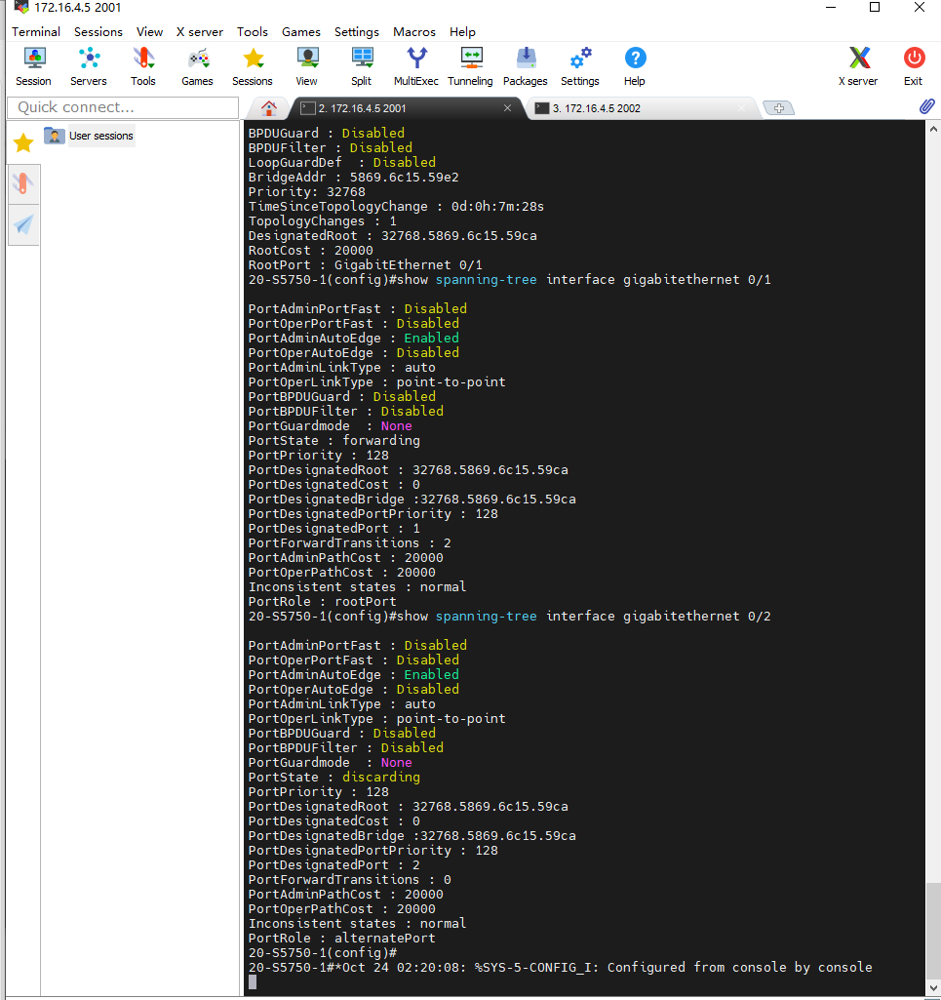 172.16.4.5 2001
Terminal Sessions View X server Tools Games Settings Macros Help
Session Servers Tools Games Sessions View Split MultiExec Tunneling Packages Settings Help X server Exit
Quick connect...
2. 172.16.4.5 2001
3. 172.16.4.5 2002
User sessions
BPDUGuard : Disabled
BPDUFilter : Disabled
LoopGuardDef  : Disabled
BridgeAddr : 5869.6c15.59e2
Priority: 32768
TimeSinceTopologyChange : 0d:0h:7m:28s
TopologyChanges : 1
DesignatedRoot : 32768.5869.6c15.59ca
RootCost : 20000
RootPort : GigabitEthernet 0/1
20-S5750-1(config)#show spanning-tree interface gigabitethernet 0/1
PortAdminPortFast : Disabled
PortOperPortFast : Disabled
PortAdminAutoEdge : Enabled
PortOperAutoEdge : Disabled
PortAdminLinkType : auto
PortOperLinkType : point-to-point
PortBPDUGuard : Disabled
PortBPDUFilter : Disabled
PortGuardmode  : None
PortState : forwarding
PortPriority : 128
PortDesignatedRoot : 32768.5869.6c15.59ca
PortDesignatedCost : 0
PortDesignatedBridge :32768.5869.6c15.59ca
PortDesignatedPortPriority : 128
PortDesignatedPort : 1
PortForwardTransitions : 2
PortAdminPathCost : 20000
PortOperPathCost : 20000
Inconsistent states : normal
PortRole : rootPort
20-S5750-1(config)#show spanning-tree interface gigabitethernet 0/2
PortAdminPortFast : Disabled
PortOperPortFast : Disabled
PortAdminAutoEdge : Enabled
PortOperAutoEdge : Disabled
PortAdminLinkType : auto
PortOperLinkType : point-to-point
PortBPDUGuard : Disabled
PortBPDUFilter : Disabled
PortGuardmode  : None
PortState : discarding
PortPriority : 128
PortDesignatedRoot : 32768.5869.6c15.59ca
PortDesignatedCost : 0
PortDesignatedBridge :32768.5869.6c15.59ca
PortDesignatedPortPriority : 128
PortDesignatedPort : 2
PortForwardTransitions : 0
PortAdminPathCost : 20000
PortOperPathCost : 20000
Inconsistent states : normal
PortRole : alternatePort
20-S5750-1(config)#
20-S5750-1#*Oct 24 02:20:08: %SYS-5-CONFIG_I: Configured from console by console